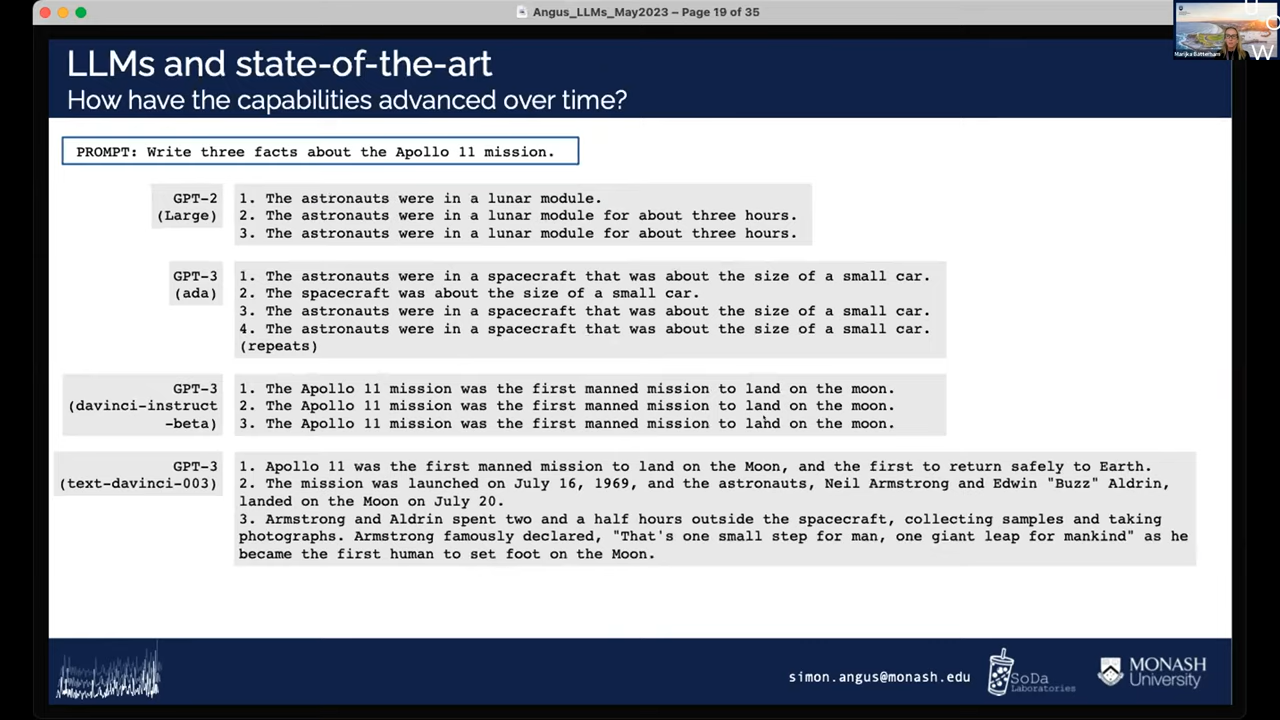 Angus_LLMs_May2023 – Page 19 of 35
LLMs and state-of-the-art
How have the capabilities advanced over time?
PROMPT: Write three facts about the Apollo 11 mission.
GPT-2
(Large)
1. The astronauts were in a lunar module.
2. The astronauts were in a lunar module for about three hours.
3. The astronauts were in a lunar module for about three hours.
GPT-3
(ada)
1. The astronauts were in a spacecraft that was about the size of a small car.
2. The spacecraft was about the size of a small car.
3. The astronauts were in a spacecraft that was about the size of a small car.
4. The astronauts were in a spacecraft that was about the size of a small car.
(repeats)
GPT-3
(davinci-instruct
-beta)
1. The Apollo 11 mission was the first manned mission to land on the moon.
2. The Apollo 11 mission was the first manned mission to land on the moon.
3. The Apollo 11 mission was the first manned mission to land on the moon.
GPT-3
(text-davinci-003)
1. Apollo 11 was the first manned mission to land on the Moon, and the first to return safely to Earth.
2. The mission was launched on July 16, 1969, and the astronauts, Neil Armstrong and Edwin "Buzz" Aldrin,
landed on the Moon on July 20.
3. Armstrong and Aldrin spent two and a half hours outside the spacecraft, collecting samples and taking
photographs. Armstrong famously declared, "That's one small step for man, one giant leap for mankind" as he
became the first human to set foot on the Moon.
simon.angus@monash.edu
SoDa
Laboratories
MONASH
University